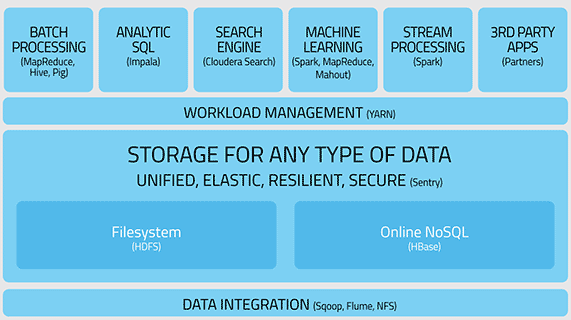 BATCH
PROCESSING
(MapReduce,
Hive, Pig)
ANALYTIC
SQL
(Impala)
SEARCH
ENGINE
(Cloudera Search)
MACHINE
LEARNING
(Spark, MapReduce,
Mahout)
STREAM
PROCESSING
(Spark)
3RD PARTY
APPS
(Partners)
WORKLOAD MANAGEMENT (YARN)
STORAGE FOR ANY TYPE OF DATA
UNIFIED, ELASTIC, RESILIENT, SECURE (Sentry)
Filesystem
(HDFS)
Online NoSQL
(HBase)
DATA INTEGRATION (Sqoop, Flume, NFS)